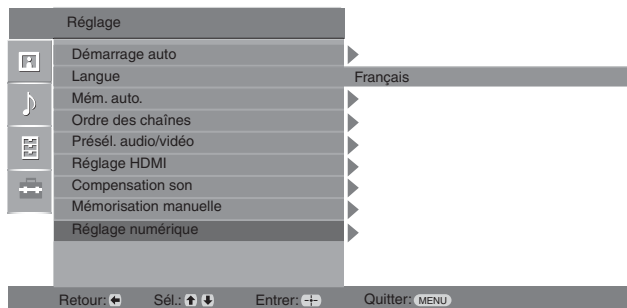 Réglage
Démarrage auto
Langue Français
Mém. auto.
Ordre des chaînes
Présél. audio/vidéo
Réglage HDMI
Compensation son
Mémorisation manuelle
Réglage numérique
Retour: Sél.: Entrer: Quitter: MENU